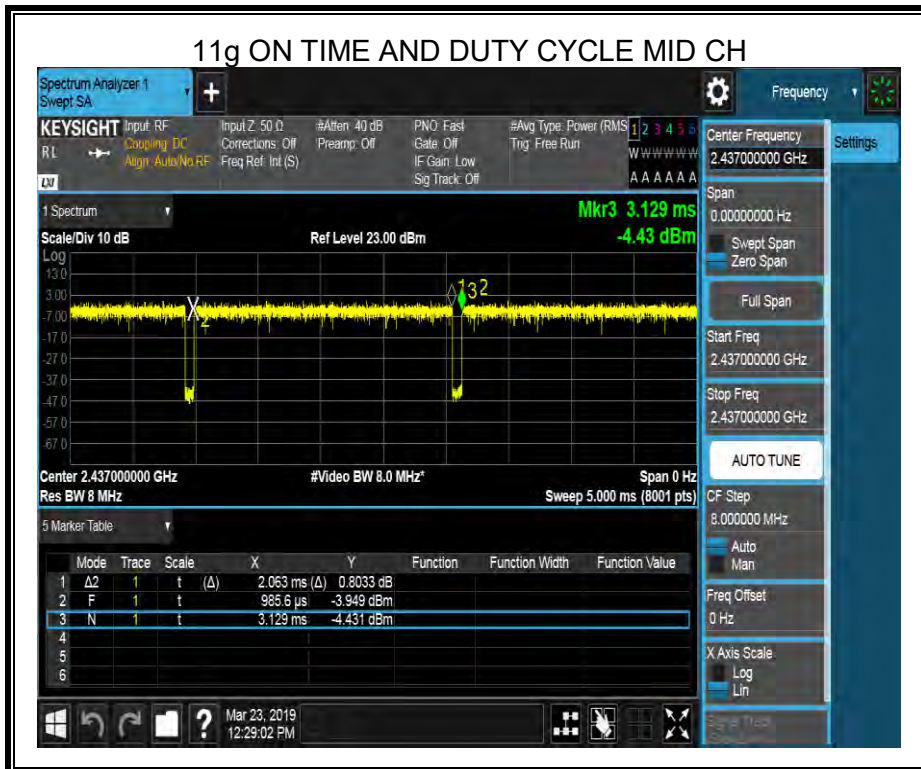 11g ON TIME AND DUTY CYCLE MID CH
Spectrum Analyzer 1
Swept SA
+
Frequency
KEYSIGHT Input: RF Input Z: 50 Ω #Atten: 40 dB PNO: Fast #Avg Type: Power (RMS 1 2 3 4 5 6
RL Coupling: DC Corrections: Off Preamp: Off Gate: Off Trig: Free Run
Align: Auto/No RF Freq Ref: Int (S) IF Gain: Low W W W W W W
LXI Sig Track: Off A A A A A A
1 Spectrum Mkr3 3.129 ms
Scale/Div 10 dB Ref Level 23.00 dBm -4.43 dBm
Log
13.0
3.00
-7.00
-17.0
-27.0
-37.0
-47.0
-57.0
-67.0
X 2 1 3 2
Center 2.437000000 GHz #Video BW 8.0 MHz* Span 0 Hz
Res BW 8 MHz Sweep 5.000 ms (8001 pts)
5 Marker Table
Mode Trace Scale X Y Function Function Width Function Value
1 Δ2 1 t (Δ) 2.063 ms (Δ) 0.8033 dB
2 F 1 t 985.6 µs -3.949 dBm
3 N 1 t 3.129 ms -4.431 dBm
4
5
6
?
Mar 23, 2019
12:29:02 PM
Center Frequency
2.437000000 GHz
Settings
Span
0.00000000 Hz
Swept Span
Zero Span
Full Span
Start Freq
2.437000000 GHz
Stop Freq
2.437000000 GHz
AUTO TUNE
CF Step
8.000000 MHz
Auto
Man
Freq Offset
0 Hz
X Axis Scale
Log
Lin